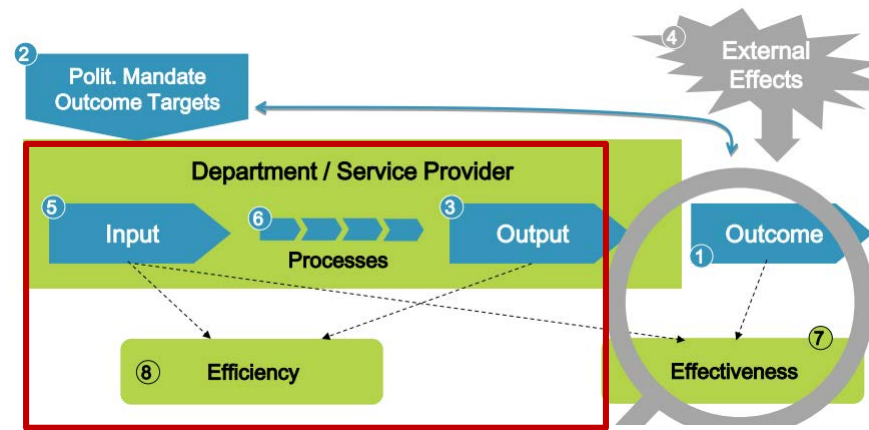 2
Polit. Mandate
Outcome Targets
4
External
Effects
Department / Service Provider
5
Input
6
Processes
3
Output
1
Outcome
8
Efficiency
7
Effectiveness